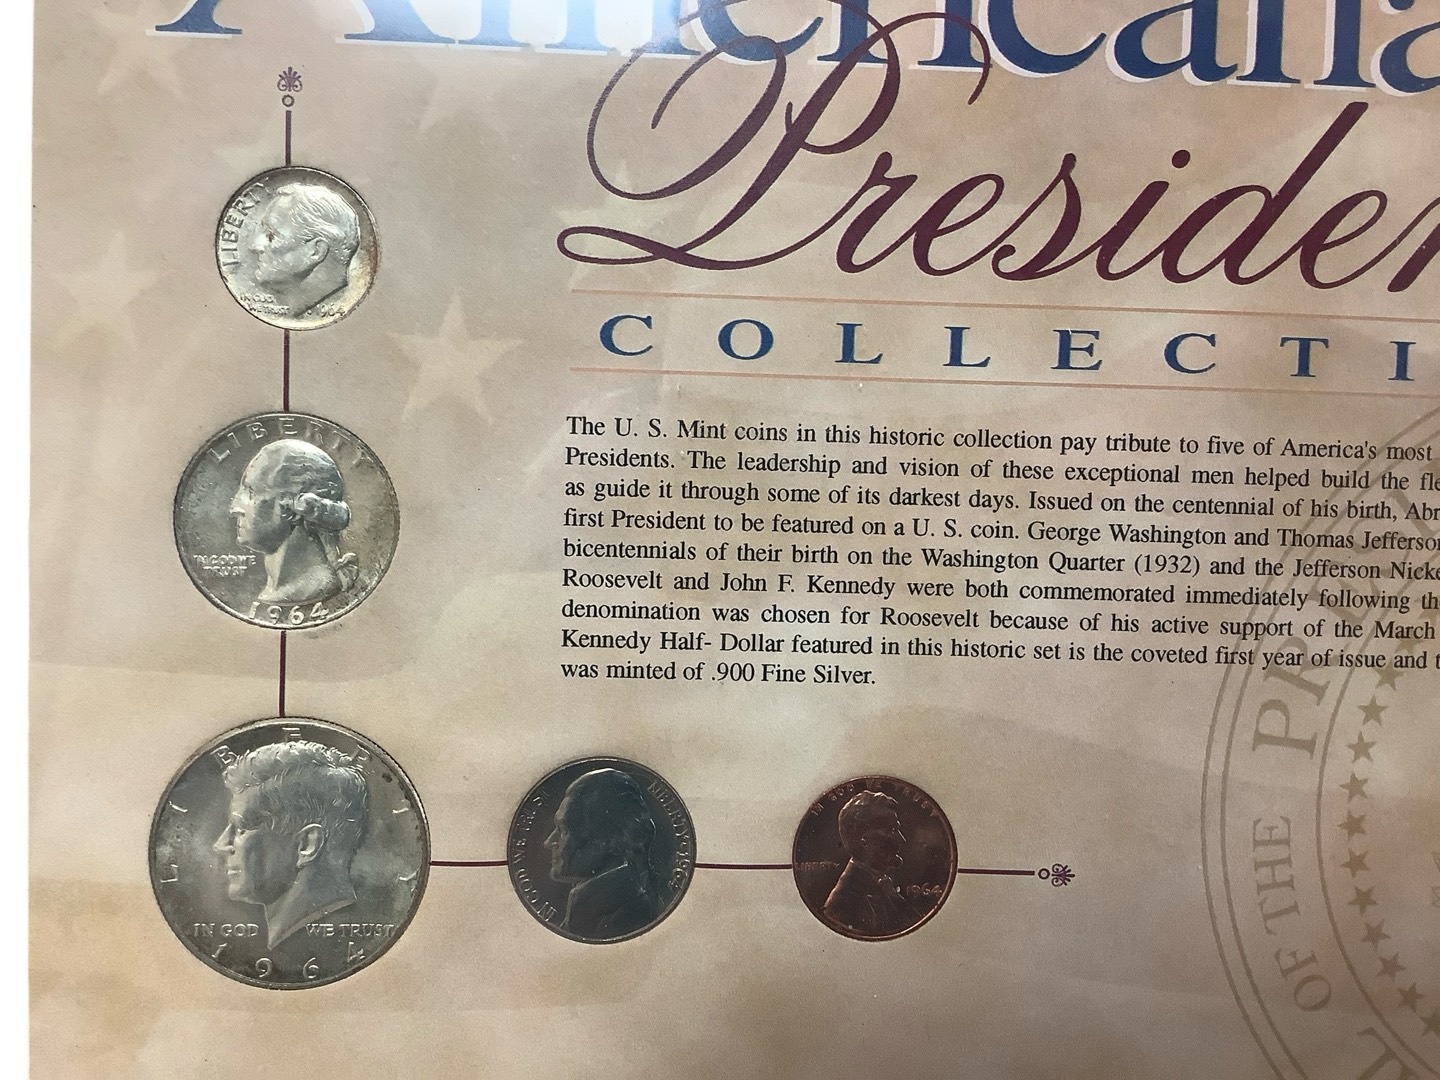 Americana
Presiden
COLLECTI
The U. S. Mint coins in this historic collection pay tribute to five of America's most
Presidents. The leadership and vision of these exceptional men helped build the fle
as guide it through some of its darkest days. Issued on the centennial of his birth, Abr
first President to be featured on a U. S. coin. George Washington and Thomas Jefferson
bicentennials of their birth on the Washington Quarter (1932) and the Jefferson Nicke
Roosevelt and John F. Kennedy were both commemorated immediately following th
denomination was chosen for Roosevelt because of his active support of the March
Kennedy Half- Dollar featured in this historic set is the coveted first year of issue and t
was minted of .900 Fine Silver.
LIBERTY
IN GOD
WE TRUST 1964
LIBERTY
IN GOD WE
TRUST
1964
LIBERTY
IN GOD WE TRUST
1964
IN GOD WE TRUST
LIBERTY 1964
IN GOD WE TRUST
LIBERTY
1964
OF THE PR